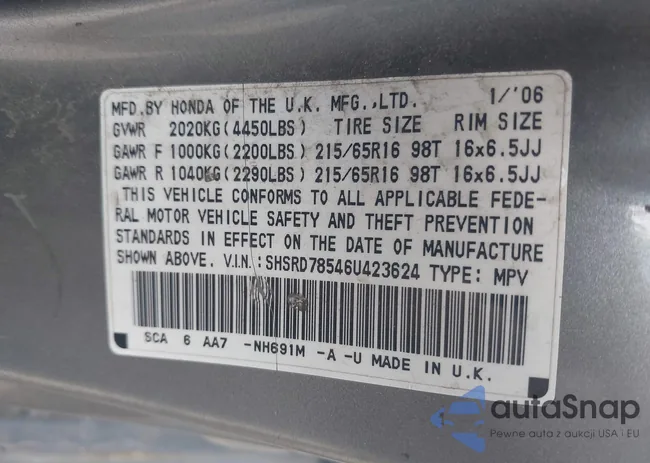 MFD.BY HONDA OF THE U.K. MFG.,LTD. 1/'06
GVWR 2020KG(4450LBS) TIRE SIZE RIM SIZE
GAWR F 1000KG(2200LBS) 215/65R16 98T 16x6.5JJ
GAWR R 1040KG(2290LBS) 215/65R16 98T 16x6.5JJ
THIS VEHICLE CONFORMS TO ALL APPLICABLE FEDE-
RAL MOTOR VEHICLE SAFETY AND THEFT PREVENTION
STANDARDS IN EFFECT ON THE DATE OF MANUFACTURE
SHOWN ABOVE. V.I.N.:SHSRD78546U423624 TYPE: MPV
SCA 6 AA7 -NH691M -A -U MADE IN U.K.
autaSnap
Pewne auta z aukcji USA i EU